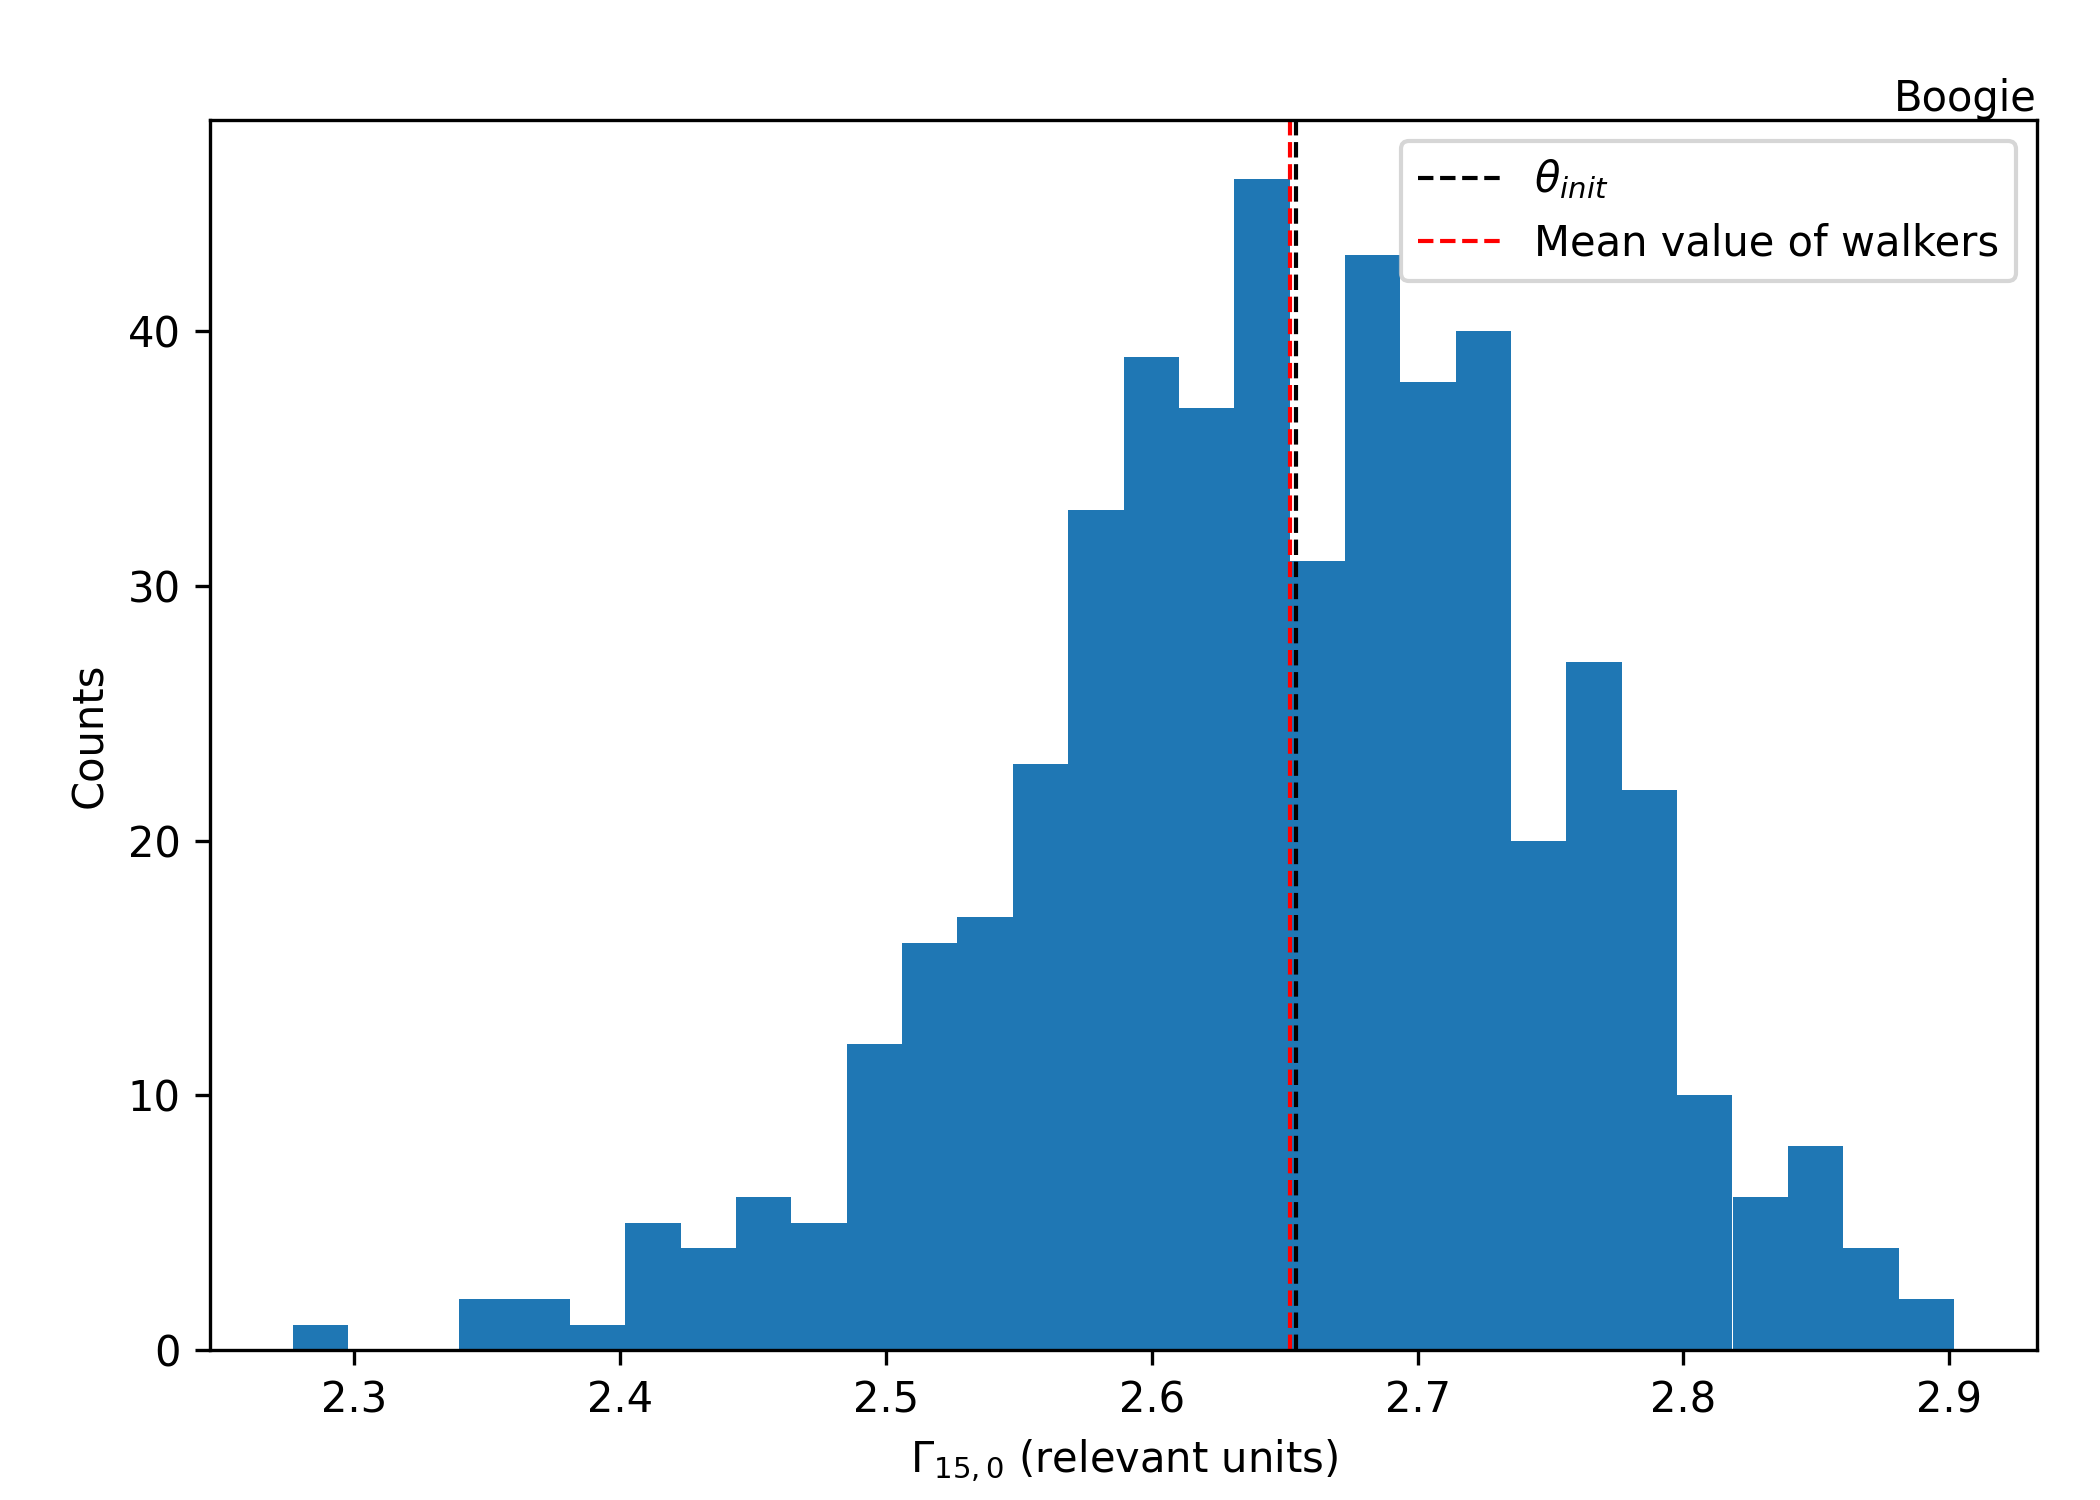 Boogie
θinit
Mean value of walkers
40
30
20
10
0
Counts
2.3 2.4 2.5 2.6 2.7 2.8 2.9
Γ15, 0 (relevant units)